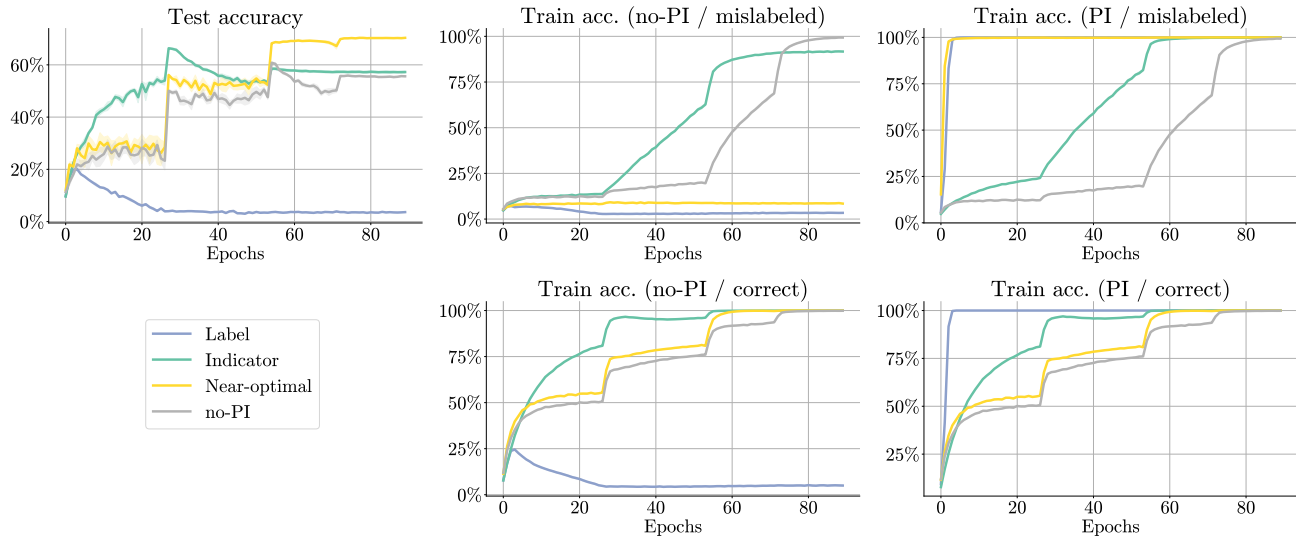 Test accuracy
60%
40%
20%
0%
0 20 40 60 80
Epochs
Train acc. (no-PI / mislabeled)
100%
75%
50%
25%
0%
0 20 40 60 80
Epochs
Train acc. (PI / mislabeled)
100%
75%
50%
25%
0%
0 20 40 60 80
Epochs
Label
Indicator
Near-optimal
no-PI
Train acc. (no-PI / correct)
100%
75%
50%
25%
0%
0 20 40 60 80
Epochs
Train acc. (PI / correct)
100%
75%
50%
25%
0 20 40 60 80
Epochs